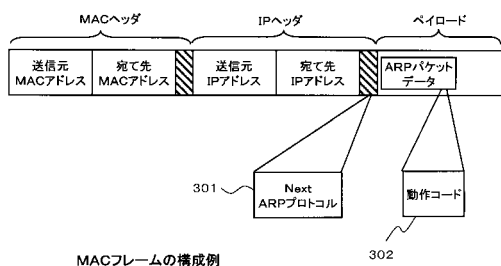 MACヘッダ
IPヘッダ
ペイロード
送信元
MACアドレス
宛て先
MACアドレス
送信元
IPアドレス
宛て先
IPアドレス
ARPパケット
データ
301
Next
ARPプロトコル
動作コード
302
MACフレームの構成例